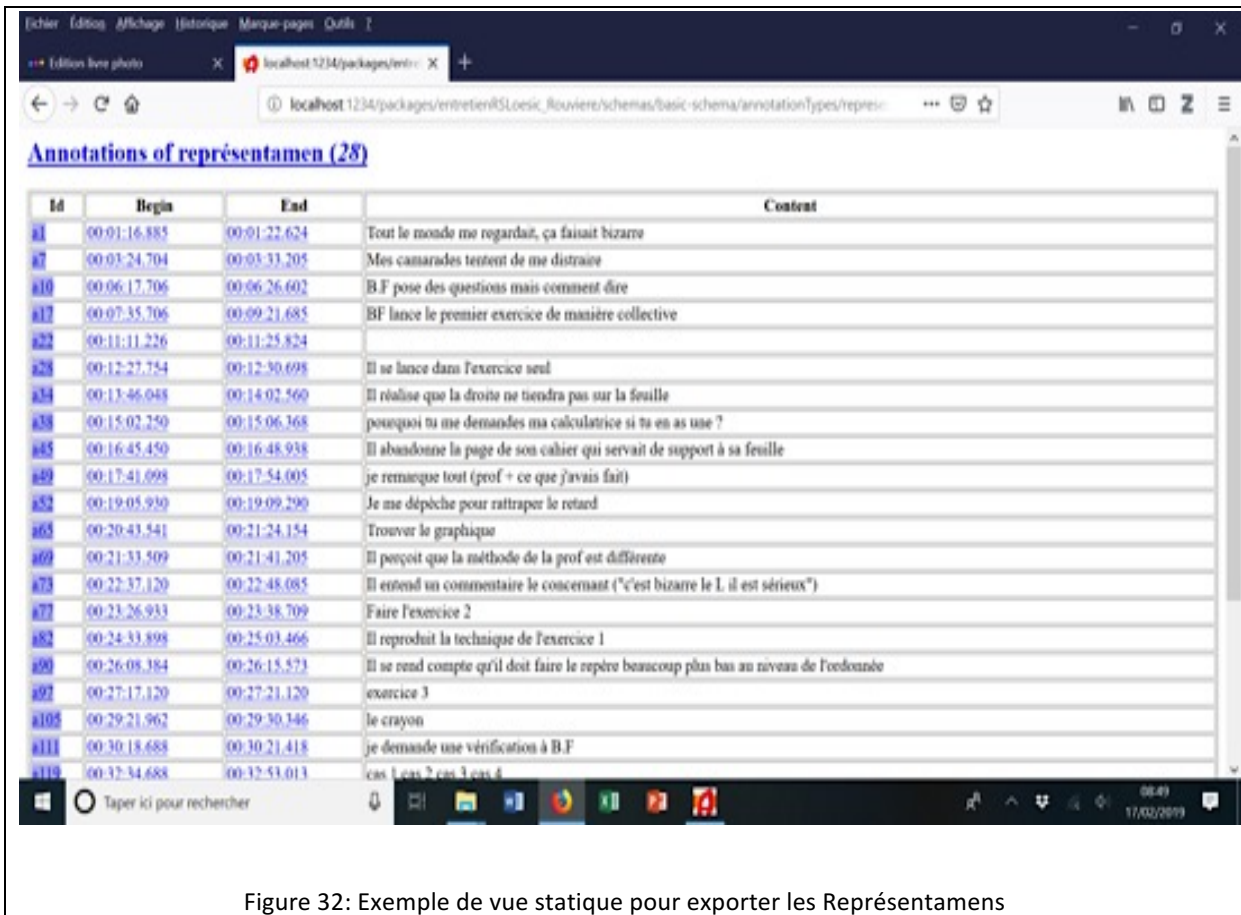 Fichier Édition Affichage Historique Marque-pages Outils ?
Edition livre photo localhost:1234/packages/entre
localhost:1234/packages/entretienRSLoesic_Rouviere/schemas/basic-schema/annotationTypes/représe
Annotations of représentamen (28)
Id Begin End Content
a1 00:01:16.885 00:01:22.624 Tout le monde me regardait, ça faisait bizarre
a7 00:03:24.704 00:03:33.205 Mes camarades tentent de me distraire
a10 00:06:17.706 00:06:26.602 B.F pose des questions mais comment dire
a17 00:07:35.706 00:09:21.685 BF lance le premier exercice de manière collective
a22 00:11:11.226 00:11:25.824
a28 00:12:27.754 00:12:30.698 Il se lance dans l'exercice seul
a34 00:13:46.048 00:14:02.560 Il réalise que la droite ne tiendra pas sur la feuille
a38 00:15:02.250 00:15:06.368 pourquoi tu me demandes ma calculatrice si tu en as une ?
a45 00:16:45.450 00:16:48.938 Il abandonne la page de son cahier qui servait de support à sa feuille
a49 00:17:41.098 00:17:54.005 je remarque tout (prof + ce que j'avais fait)
a52 00:19:05.930 00:19:09.290 Je me dépêche pour rattraper le retard
a65 00:20:43.541 00:21:24.154 Trouver le graphique
a69 00:21:33.509 00:21:41.205 Il perçoit que la méthode de la prof est différente
a73 00:22:37.120 00:22:48.085 Il entend un commentaire le concernant ("c'est bizarre le L il est sérieux")
a77 00:23:26.933 00:23:38.709 Faire l'exercice 2
a82 00:24:33.898 00:25:03.466 Il reproduit la technique de l'exercice 1
a90 00:26:08.384 00:26:15.573 Il se rend compte qu'il doit faire le repère beaucoup plus bas au niveau de l'ordonnée
a97 00:27:17.120 00:27:21.120 exercice 3
a105 00:29:21.962 00:29:30.346 le crayon
a111 00:30:18.688 00:30:21.418 je demande une vérification à B.F
a119 00:32:34.688 00:32:53.013 cas 1 cas 2 cas 3 cas 4
Taper ici pour rechercher
08:49
17/02/2019
Figure 32: Exemple de vue statique pour exporter les Représentamens